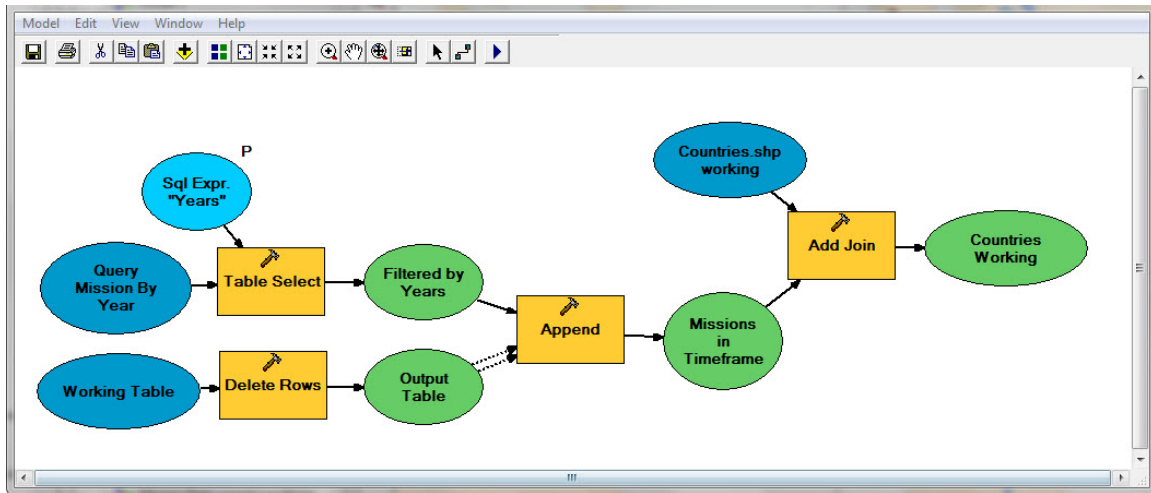 Model Edit View Window Help
P
Sql Expr.
"Years"
Query
Mission By
Year
Table Select
Filtered by
Years
Working Table
Delete Rows
Output
Table
Append
Missions
in
Timeframe
Countries.shp
working
Add Join
Countries
Working